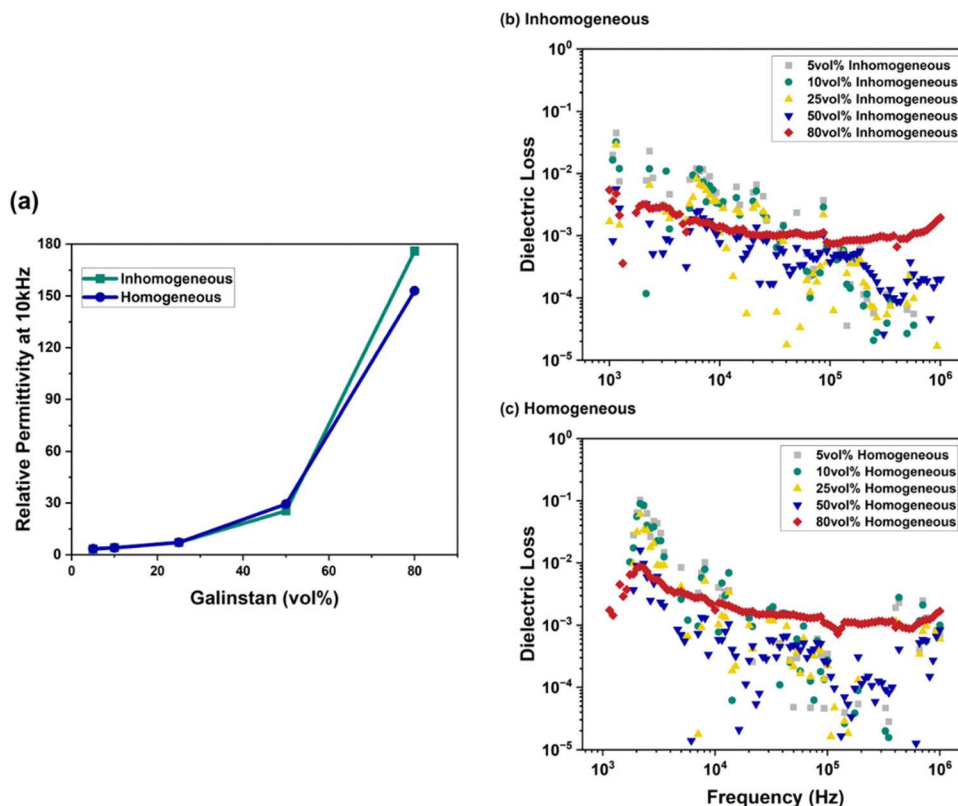 (a)
Relative Permittivity at 10kHz
180
150
120
90
60
30
0
Inhomogeneous
Homogeneous
0
20
40
60
80
Galinstan (vol%)
(b) Inhomogeneous
Dielectric Loss
10⁰
10⁻¹
10⁻²
10⁻³
10⁻⁴
10⁻⁵
5vol% Inhomogeneous
10vol% Inhomogeneous
25vol% Inhomogeneous
50vol% Inhomogeneous
80vol% Inhomogeneous
10³
10⁴
10⁵
10⁶
(c) Homogeneous
Dielectric Loss
10⁰
10⁻¹
10⁻²
10⁻³
10⁻⁴
10⁻⁵
5vol% Homogeneous
10vol% Homogeneous
25vol% Homogeneous
50vol% Homogeneous
80vol% Homogeneous
10³
10⁴
10⁵
10⁶
Frequency (Hz)